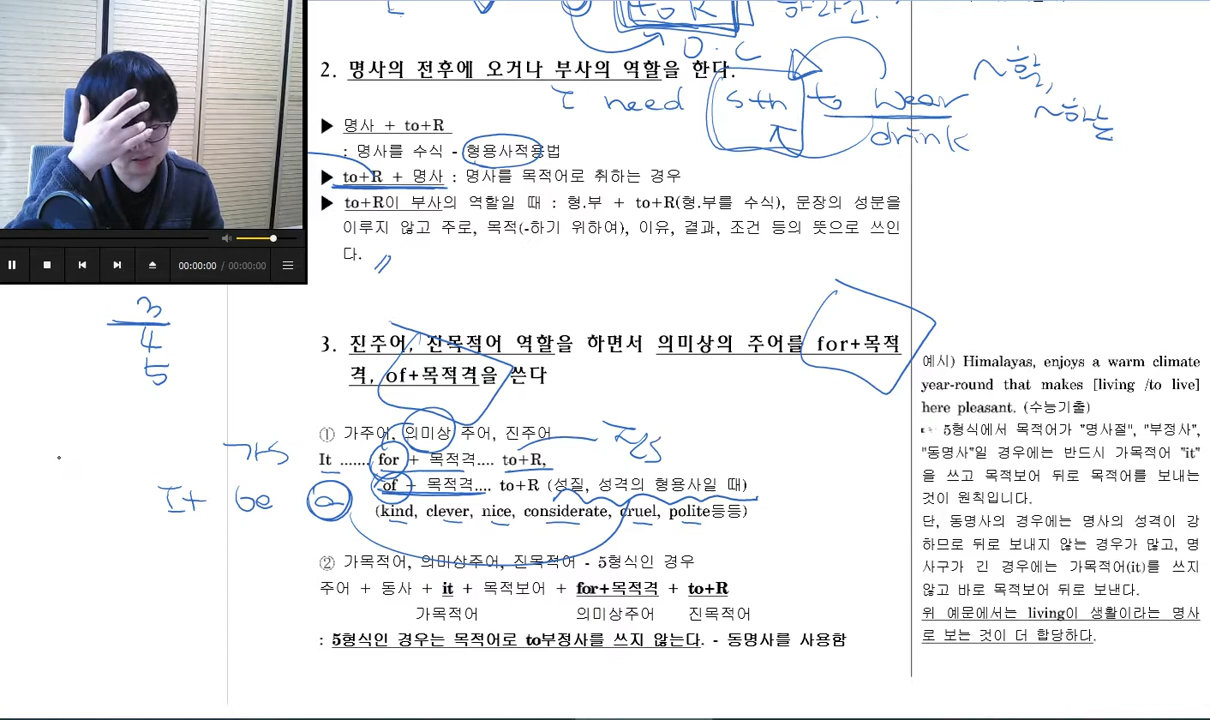 to R
하라고.
O.C
2. 명사의 전후에 오거나 부사의 역할을 한다.
I need sth to wear
π drink
~할,
~하는
▶ 명사 + to+R
: 명사를 수식 - 형용사적용법
▶ to+R + 명사 : 명사를 목적어로 취하는 경우
▶ to+R이 부사의 역할일 때 : 형.부 + to+R(형.부를 수식), 문장의 성분을
이루지 않고 주로, 목적(-하기 위하여), 이유, 결과, 조건 등의 뜻으로 쓰인
다.
00:00:00 / 00:00:00
3
4
5
3. 진주어, 진목적어 역할을 하면서 의미상의 주어를 for+목적
격, of+목적격을 쓴다
① 가주어, 의미상 주어, 진주어
가주 It ....... for + 목적격.... to+R, 진주
of + 목적격.... to+R (성질, 성격의 형용사일 때)
It be a
(kind, clever, nice, considerate, cruel, polite등등)
② 가목적어, 의미상주어, 진목적어 - 5형식인 경우
주어 + 동사 + it + 목적보어 + for+목적격 + to+R
가목적어 의미상주어 진목적어
: 5형식인 경우는 목적어로 to부정사를 쓰지 않는다. - 동명사를 사용함
예시) Himalayas, enjoys a warm climate
year-round that makes [living /to live]
here pleasant. (수능기출)
☞ 5형식에서 목적어가 "명사절", "부정사",
"동명사"일 경우에는 반드시 가목적어 "it"
을 쓰고 목적보어 뒤로 목적어를 보내는
것이 원칙입니다.
단, 동명사의 경우에는 명사의 성격이 강
하므로 뒤로 보내지 않는 경우가 많고, 명
사구가 긴 경우에는 가목적어(it)를 쓰지
않고 바로 목적보어 뒤로 보낸다.
위 예문에서는 living이 생활이라는 명사
로 보는 것이 더 합당하다.